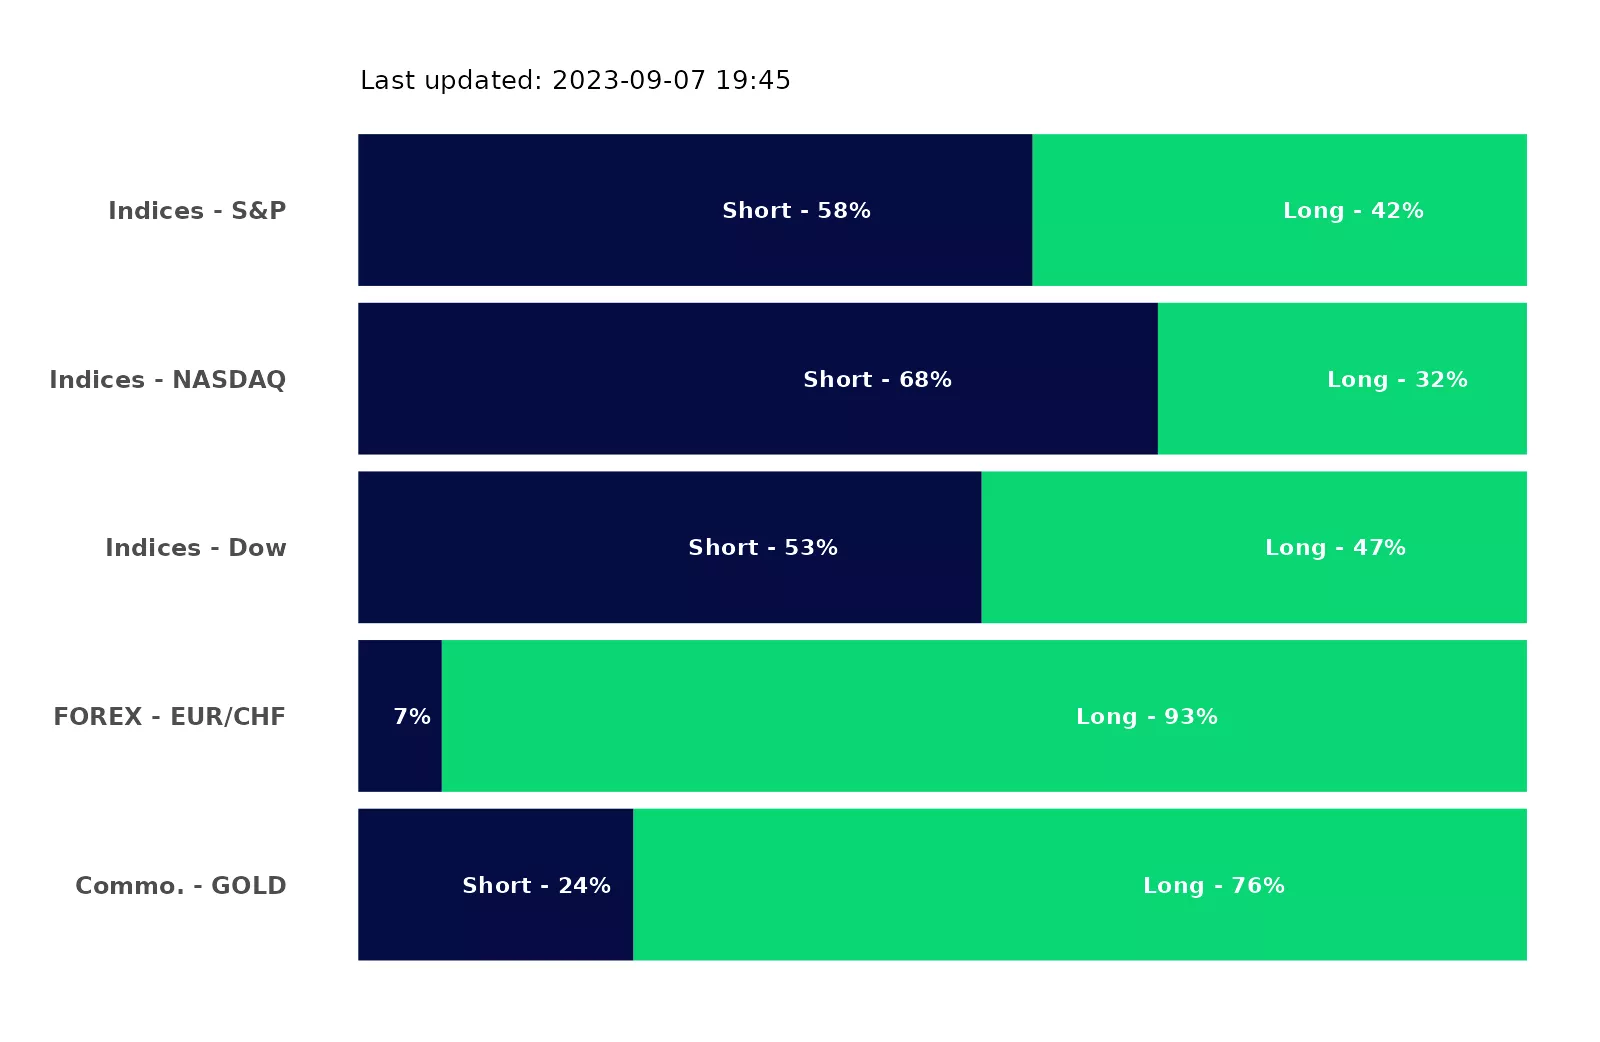 Last updated: 2023-09-07 19:45
Indices - S&P
Short - 58%
Long - 42%
Indices - NASDAQ
Short - 68%
Long - 32%
Indices - Dow
Short - 53%
Long - 47%
FOREX - EUR/CHF
7%
Long - 93%
Commo. - GOLD
Short - 24%
Long - 76%